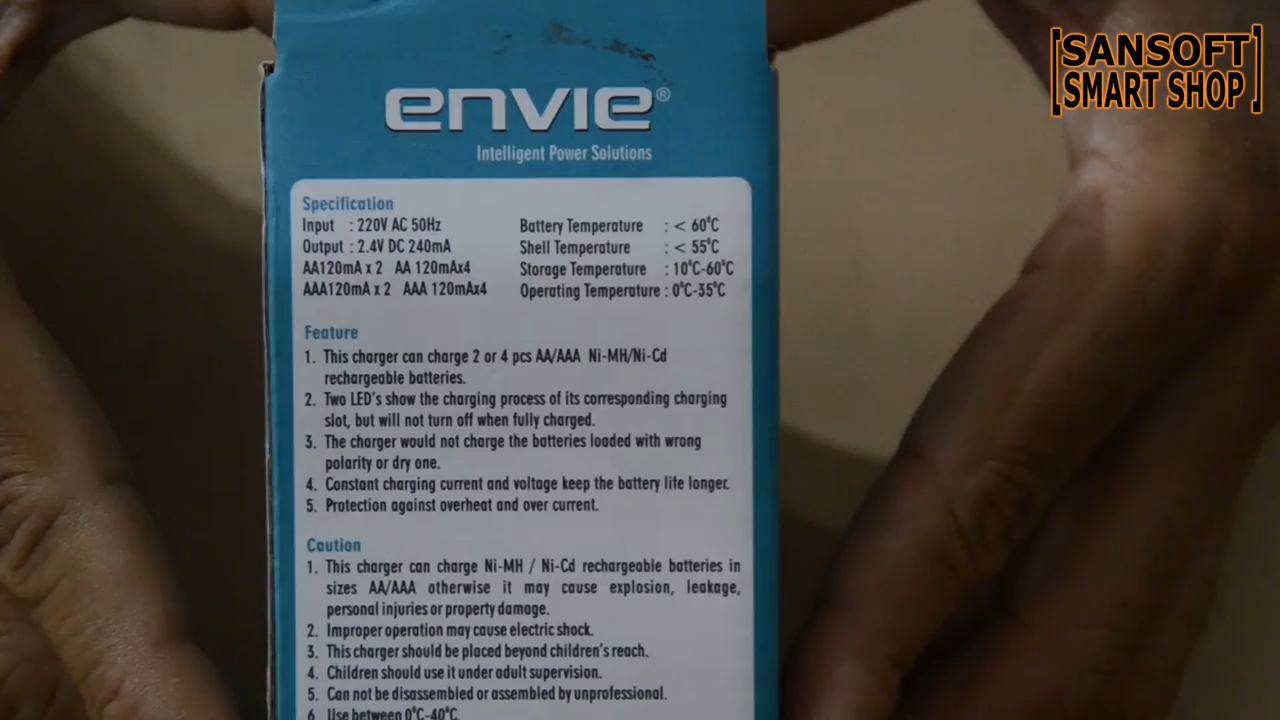 [SANSOFT
SMART SHOP]
envie®
Intelligent Power Solutions
Specification
Input : 220V AC 50Hz
Output : 2.4V DC 240mA
AA120mA x 2 AA 120mAx4
AAA120mA x 2 AAA 120mAx4
Battery Temperature : < 60°C
Shell Temperature : < 55°C
Storage Temperature : 10°C-60°C
Operating Temperature : 0°C-35°C
Feature
1. This charger can charge 2 or 4 pcs AA/AAA Ni-MH/Ni-Cd
rechargeable batteries.
2. Two LED's show the charging process of its corresponding charging
slot, but will not turn off when fully charged.
3. The charger would not charge the batteries loaded with wrong
polarity or dry one.
4. Constant charging current and voltage keep the battery life longer.
5. Protection against overheat and over current.
Caution
1. This charger can charge Ni-MH / Ni-Cd rechargeable batteries in
sizes AA/AAA otherwise it may cause explosion, leakage,
personal injuries or property damage.
2. Improper operation may cause electric shock.
3. This charger should be placed beyond children's reach.
4. Children should use it under adult supervision.
5. Can not be disassembled or assembled by unprofessional.
6. Use between 0°C-40°C